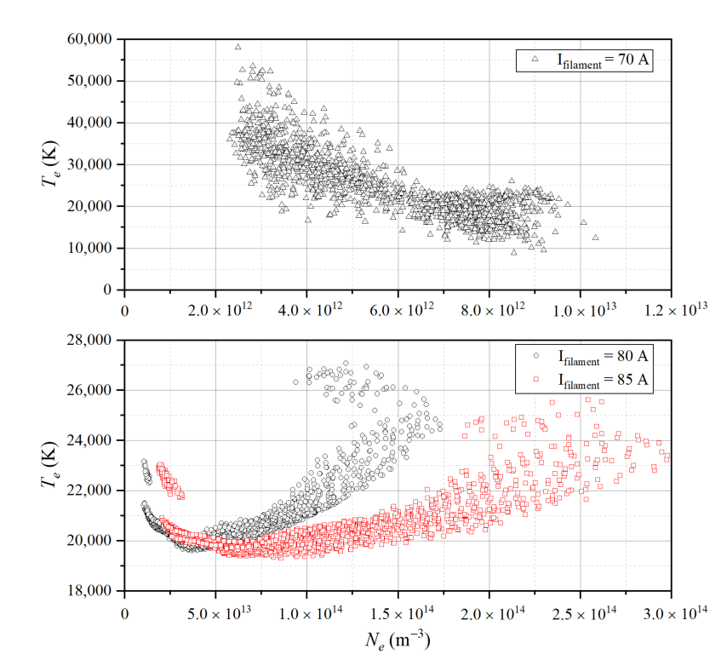 60,000
50,000
40,000
30,000
20,000
10,000
0
Tₑ (K)
I_filament = 70 A
0 2.0 × 10¹² 4.0 × 10¹² 6.0 × 10¹² 8.0 × 10¹² 1.0 × 10¹³ 1.2 × 10¹³
28,000
26,000
24,000
22,000
20,000
18,000
Tₑ (K)
I_filament = 80 A
I_filament = 85 A
0 5.0 × 10¹³ 1.0 × 10¹⁴ 1.5 × 10¹⁴ 2.0 × 10¹⁴ 2.5 × 10¹⁴ 3.0 × 10¹⁴
Nₑ (m⁻³)